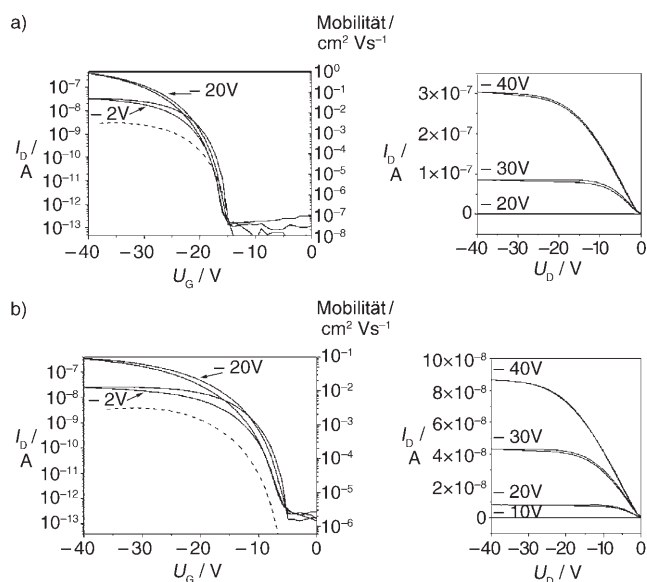 a)
Mobilität /
cm² Vs⁻¹
10⁻⁷
10⁻⁸
10⁻⁹
10⁻¹⁰
10⁻¹¹
10⁻¹²
10⁻¹³
I_D /
A
– 20V
– 2V
10⁰
10⁻¹
10⁻²
10⁻³
10⁻⁴
10⁻⁵
10⁻⁶
10⁻⁷
10⁻⁸
−40 −30 −20 −10 0
U_G / V
3×10⁻⁷
2×10⁻⁷
1×10⁻⁷
0
I_D /
A
– 40V
– 30V
– 20V
−40 −30 −20 −10 0
U_D / V
b)
Mobilität /
cm² Vs⁻¹
10⁻⁷
10⁻⁸
10⁻⁹
10⁻¹⁰
10⁻¹¹
10⁻¹²
10⁻¹³
I_D /
A
– 20V
– 2V
10⁻¹
10⁻²
10⁻³
10⁻⁴
10⁻⁵
10⁻⁶
−40 −30 −20 −10 0
U_G / V
10×10⁻⁸
8×10⁻⁸
6×10⁻⁸
4×10⁻⁸
2×10⁻⁸
0
I_D /
A
– 40V
– 30V
– 20V
– 10V
−40 −30 −20 −10 0
U_D / V